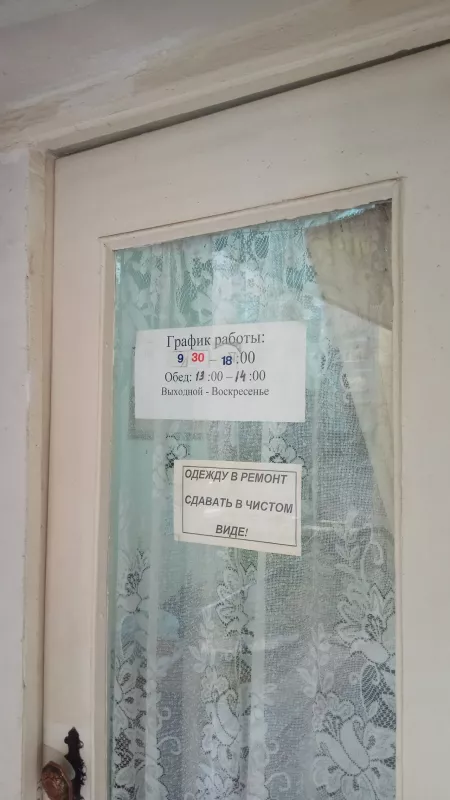 График работы:
9 30 – 18 :00
Обед: 13 :00 – 14 :00
Выходной - Воскресенье
ОДЕЖДУ В РЕМОНТ
СДАВАТЬ В ЧИСТОМ
ВИДЕ!